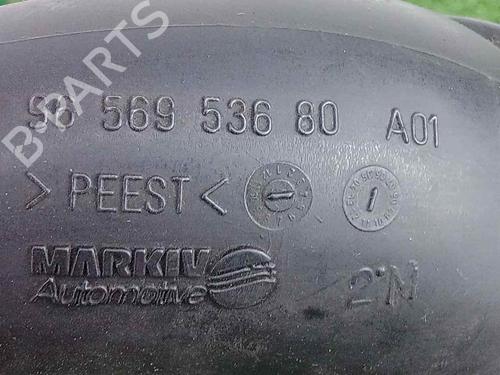 B-PARTS
96 569 536 80 A01
> PEEST <
MARKIV
Automotive
2.N